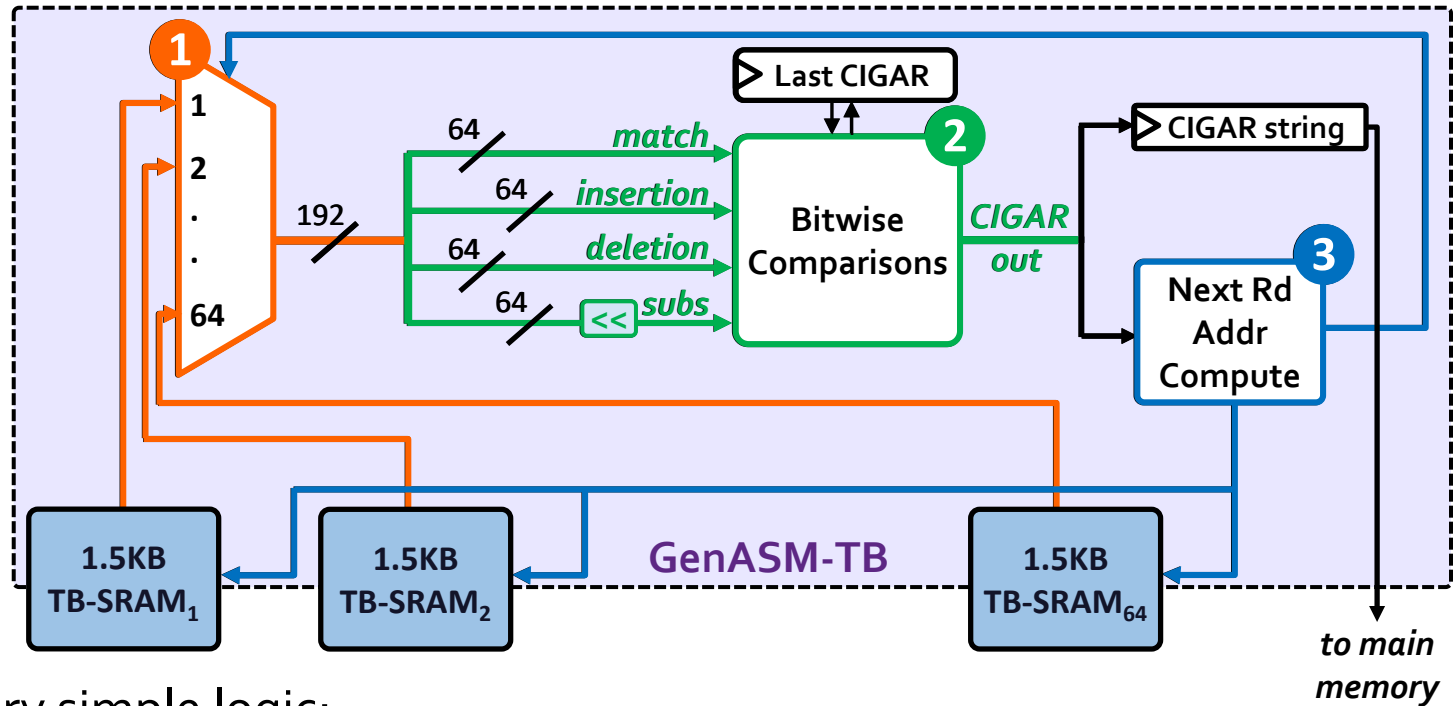 1
1
2
.
.
64
192
64
match
64
insertion
64
deletion
64
<<
subs
Last CIGAR
2
Bitwise
Comparisons
CIGAR
out
CIGAR string
3
Next Rd
Addr
Compute
1.5KB
TB-SRAM1
1.5KB
TB-SRAM2
GenASM-TB
1.5KB
TB-SRAM64
to main
memory
simple logic: